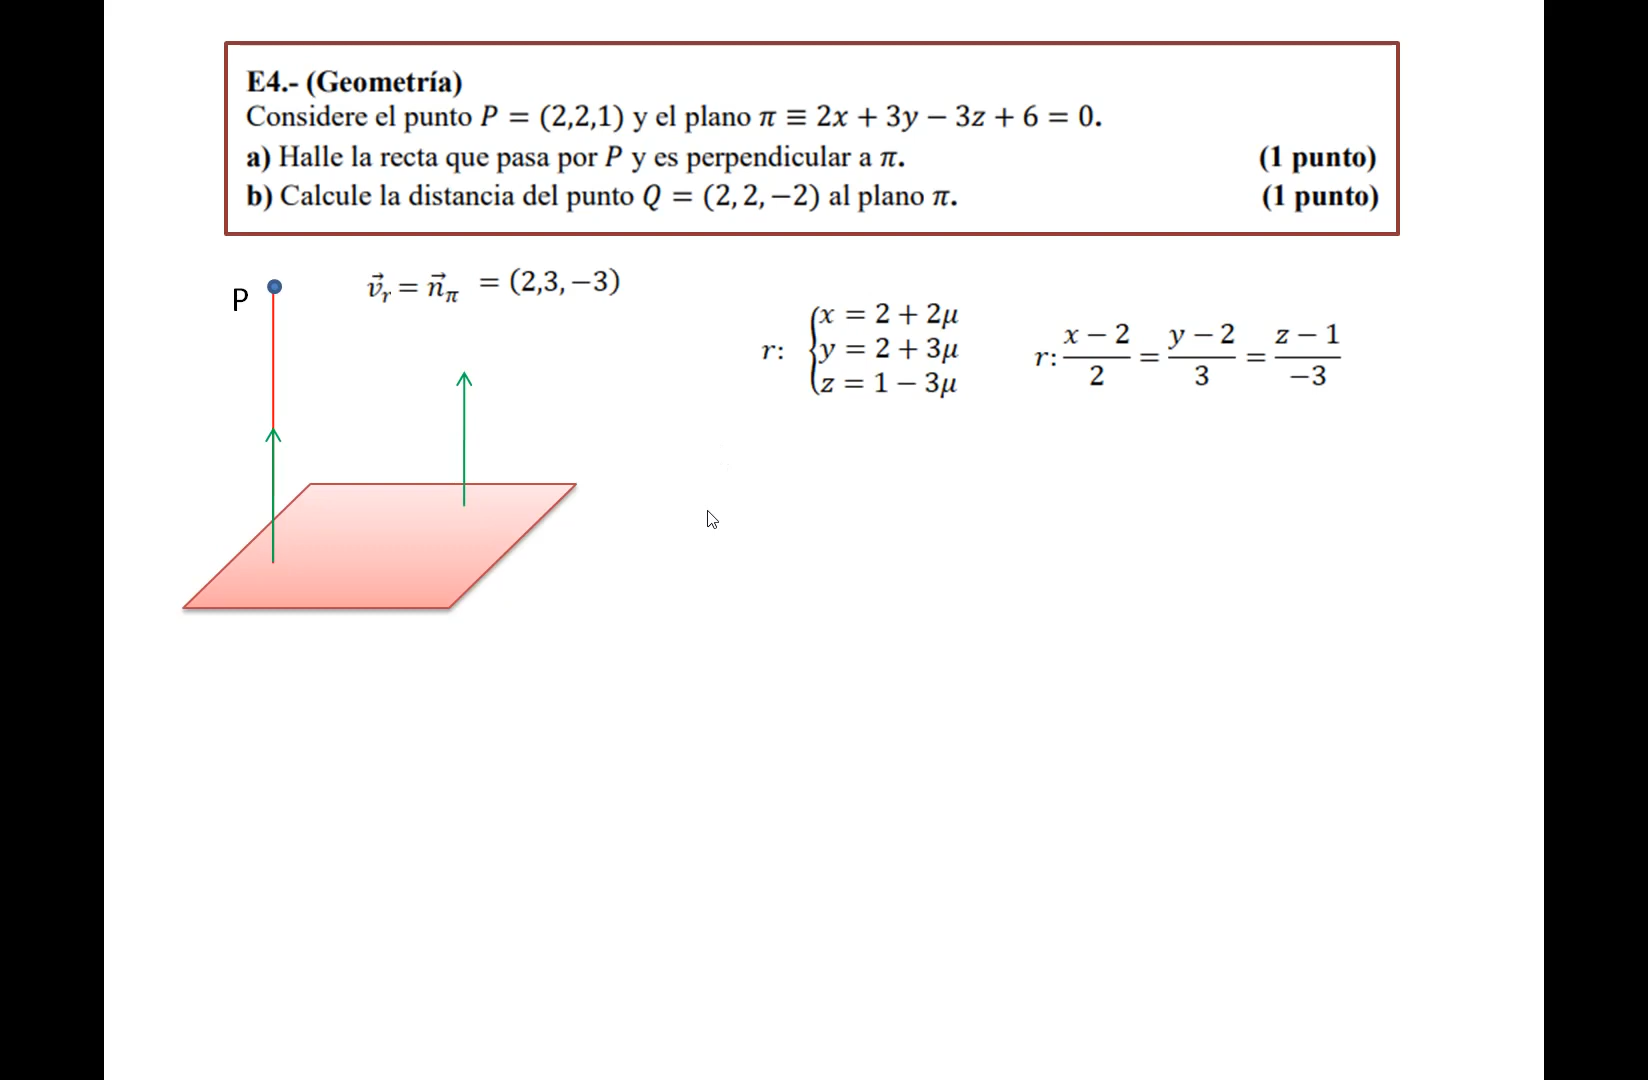 E4.- (Geometría)
Considere el punto P = (2,2,1) y el plano π ≡ 2x + 3y − 3z + 6 = 0.
a) Halle la recta que pasa por P y es perpendicular a π. (1 punto)
b) Calcule la distancia del punto Q = (2, 2, −2) al plano π. (1 punto)
P
v⃗ᵣ = n⃗_π = (2,3,−3)
r: {x = 2 + 2μ
y = 2 + 3μ
z = 1 − 3μ
r: (x − 2)/2 = (y − 2)/3 = (z − 1)/−3